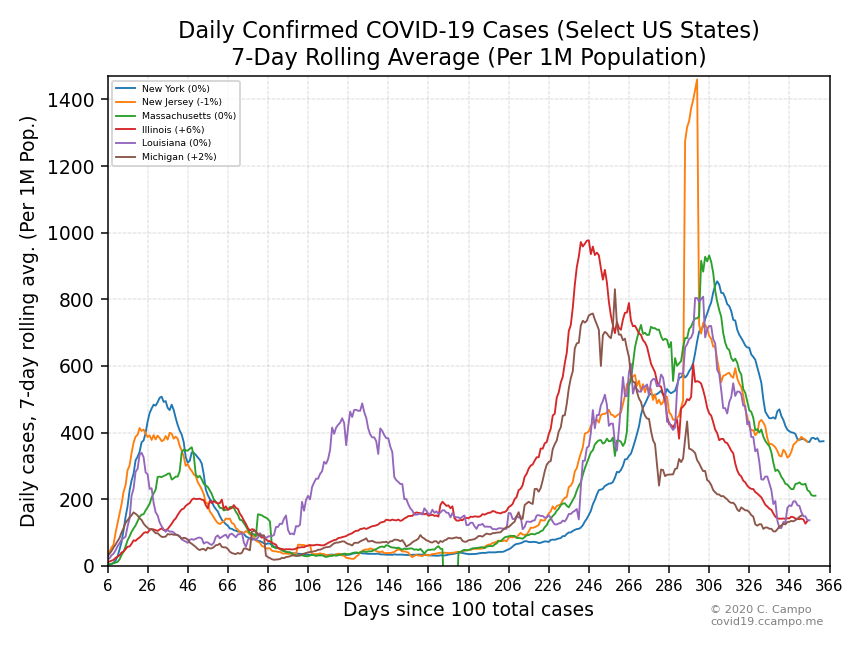 Daily Confirmed COVID-19 Cases (Select US States)
7-Day Rolling Average (Per 1M Population)
New York (0%)
New Jersey (-1%)
Massachusetts (0%)
Illinois (+6%)
Louisiana (0%)
Michigan (+2%)
Daily cases, 7-day rolling avg. (Per 1M Pop.)
1400
1200
1000
800
600
400
200
0
6 26 46 66 86 106 126 146 166 186 206 226 246 266 286 306 326 346 366
Days since 100 total cases
© 2020 C. Campo
covid19.ccampo.me